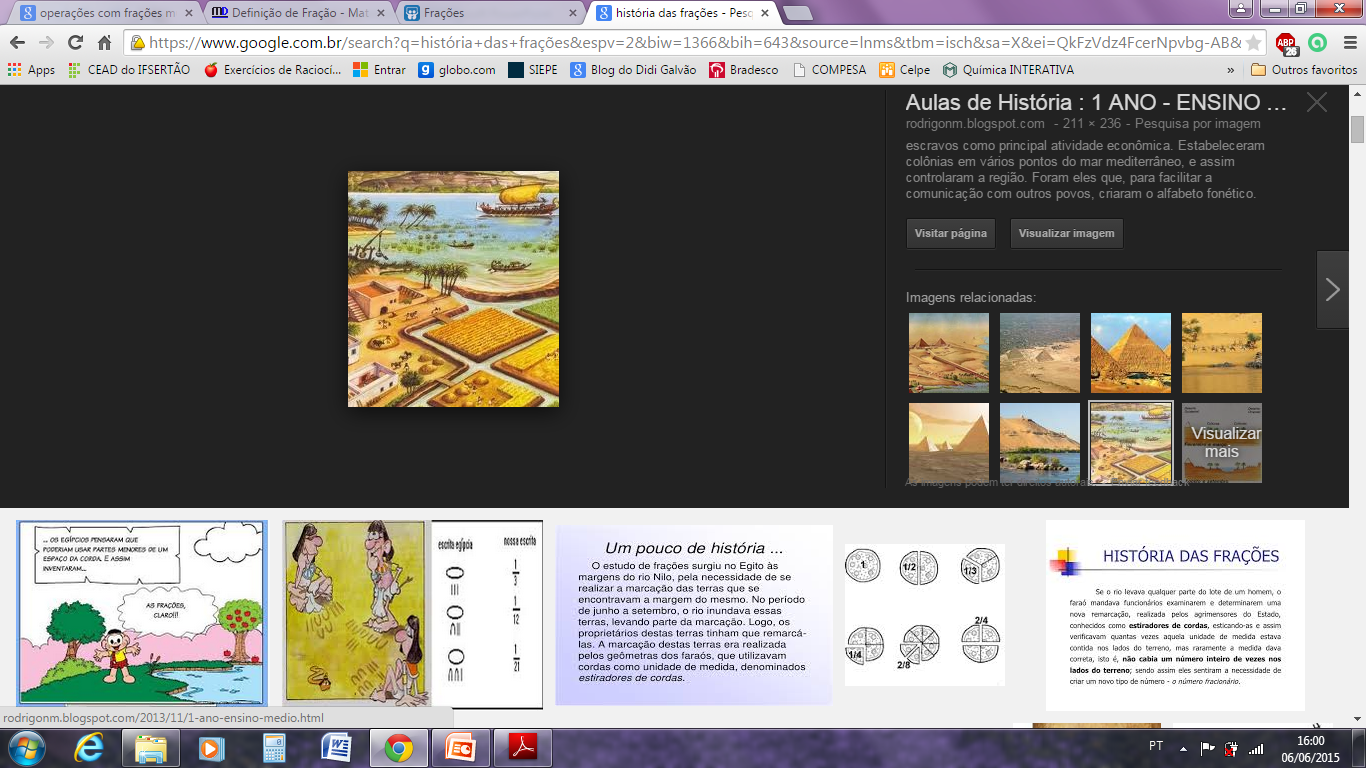 operações com frações m
Definição de Fração - Mat
Frações
história das frações - Pesq
https://www.google.com.br/search?q=história+das+frações&espv=2&biw=1366&bih=643&source=lnms&tbm=isch&sa=X&ei=QkFzVdz4FcerNpvbg-AB&
ABP
Apps
CEAD do IFSERTÃO
Exercícios de Raciocí...
Entrar
globo.com
SIEPE
Blog do Didi Galvão
Bradesco
COMPESA
Celpe
Química INTERATIVA
»
Outros favoritos
Aulas de História : 1 ANO - ENSINO ...
rodrigonm.blogspot.com - 211 × 236 - Pesquisa por imagem
escravos como principal atividade econômica. Estabeleceram
colônias em vários pontos do mar mediterrâneo, e assim
controlaram a região. Foram eles que, para facilitar a
comunicação com outros povos, criaram o alfabeto fonético.
Visitar página
Visualizar imagem
Imagens relacionadas:
Visualizar
mais
As imagens podem ter direitos autorais.
... OS EGÍPCIOS PENSARAM QUE
PODERIAM USAR PARTES MENORES DE UM
ESPAÇO DA CORDA. E ASSIM
INVENTARAM...
AS FRAÇÕES,
CLARO!!!
escrita egípcia
nossa escrita
1/3
1/12
1/21
Um pouco de história ...
O estudo de frações surgiu no Egito às
margens do rio Nilo, pela necessidade de se
realizar a marcação das terras que se
encontravam a margem do mesmo. No período
de junho a setembro, o rio inundava essas
terras, levando parte da marcação. Logo, os
proprietários destas terras tinham que remarcá-
las. A marcação destas terras era realizada
pelos geômetras dos faraós, que utilizavam
cordas como unidade de medida, denominados
estiradores de cordas.
1
1/2
1/3
1/4
2/8
2/4
HISTÓRIA DAS FRAÇÕES
Se o rio levava qualquer parte do lote de um homem, o
faraó mandava funcionários examinarem e determinarem uma
nova remarcação, realizada pelos agrimensores do Estado,
conhecidos como estiradores de cordas, esticando-as e assim
verificavam quantas vezes aquela unidade de medida estava
contida nos lados do terreno, mas raramente a medida dava
correta, isto é, não cabia um número inteiro de vezes nos
lados do terreno; sendo assim eles sentiram a necessidade de
criar um novo tipo de número - o número fracionário.
rodrigonm.blogspot.com/2013/11/1-ano-ensino-medio.html
PT
16:00
06/06/2015